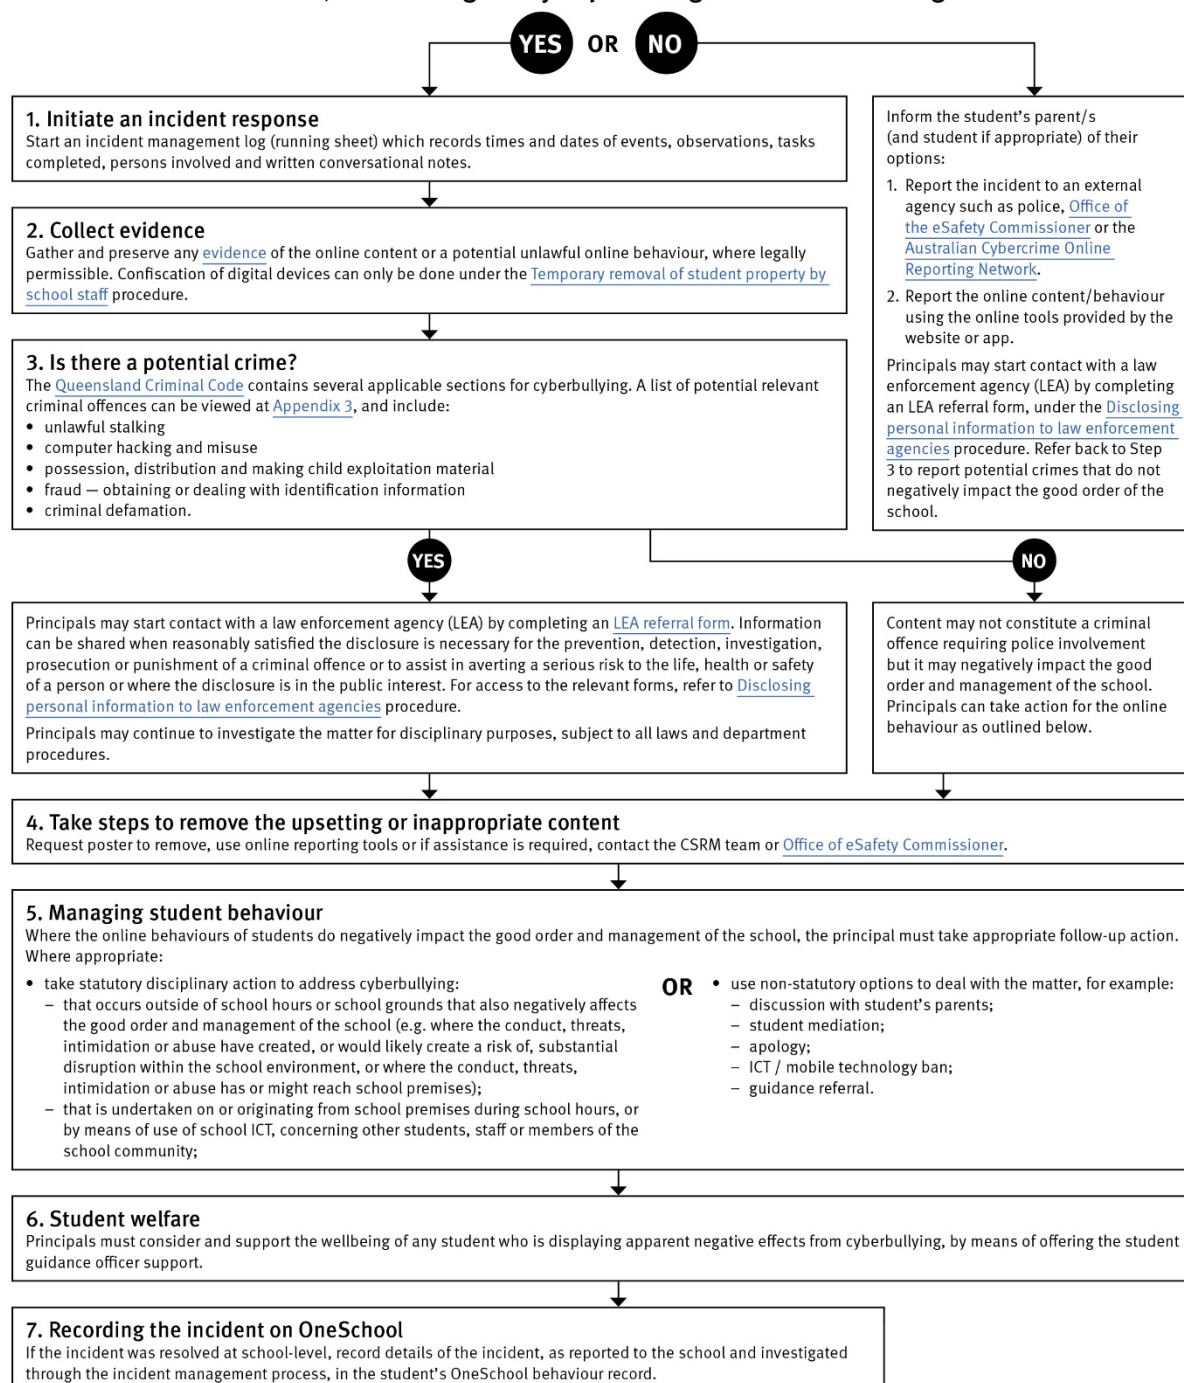 YES OR NO
1. Initiate an incident response
Start an incident management log (running sheet) which records times and dates of events, observations, tasks
completed, persons involved and written conversational notes.
2. Collect evidence
Gather and preserve any evidence of the online content or a potential unlawful online behaviour, where legally
permissible. Confiscation of digital devices can only be done under the Temporary removal of student property by
school staff procedure.
3. Is there a potential crime?
The Queensland Criminal Code contains several applicable sections for cyberbullying. A list of potential relevant
criminal offences can be viewed at Appendix 3, and include:
• unlawful stalking
• computer hacking and misuse
• possession, distribution and making child exploitation material
• fraud — obtaining or dealing with identification information
• criminal defamation.
Inform the student's parent/s
(and student if appropriate) of their
options:
1. Report the incident to an external
agency such as police, Office of
the eSafety Commissioner or the
Australian Cybercrime Online
Reporting Network.
2. Report the online content/behaviour
using the online tools provided by the
website or app.
Principals may start contact with a law
enforcement agency (LEA) by completing
an LEA referral form, under the Disclosing
personal information to law enforcement
agencies procedure. Refer back to Step
3 to report potential crimes that do not
negatively impact the good order of the
school.
YES
NO
Principals may start contact with a law enforcement agency (LEA) by completing an LEA referral form. Information
can be shared when reasonably satisfied the disclosure is necessary for the prevention, detection, investigation,
prosecution or punishment of a criminal offence or to assist in averting a serious risk to the life, health or safety
of a person or where the disclosure is in the public interest. For access to the relevant forms, refer to Disclosing
personal information to law enforcement agencies procedure.
Principals may continue to investigate the matter for disciplinary purposes, subject to all laws and department
procedures.
Content may not constitute a criminal
offence requiring police involvement
but it may negatively impact the good
order and management of the school.
Principals can take action for the online
behaviour as outlined below.
4. Take steps to remove the upsetting or inappropriate content
Request poster to remove, use online reporting tools or if assistance is required, contact the CSRM team or Office of eSafety Commissioner.
5. Managing student behaviour
Where the online behaviours of students do negatively impact the good order and management of the school, the principal must take appropriate follow-up action.
Where appropriate:
• take statutory disciplinary action to address cyberbullying:
– that occurs outside of school hours or school grounds that also negatively affects
the good order and management of the school (e.g. where the conduct, threats,
intimidation or abuse have created, or would likely create a risk of, substantial
disruption within the school environment, or where the conduct, threats,
intimidation or abuse has or might reach school premises);
– that is undertaken on or originating from school premises during school hours, or
by means of use of school ICT, concerning other students, staff or members of the
school community;
OR
• use non-statutory options to deal with the matter, for example:
– discussion with student's parents;
– student mediation;
– apology;
– ICT / mobile technology ban;
– guidance referral.
6. Student welfare
Principals must consider and support the wellbeing of any student who is displaying apparent negative effects from cyberbullying, by means of offering the student
guidance officer support.
7. Recording the incident on OneSchool
If the incident was resolved at school-level, record details of the incident, as reported to the school and investigated
through the incident management process, in the student's OneSchool behaviour record.